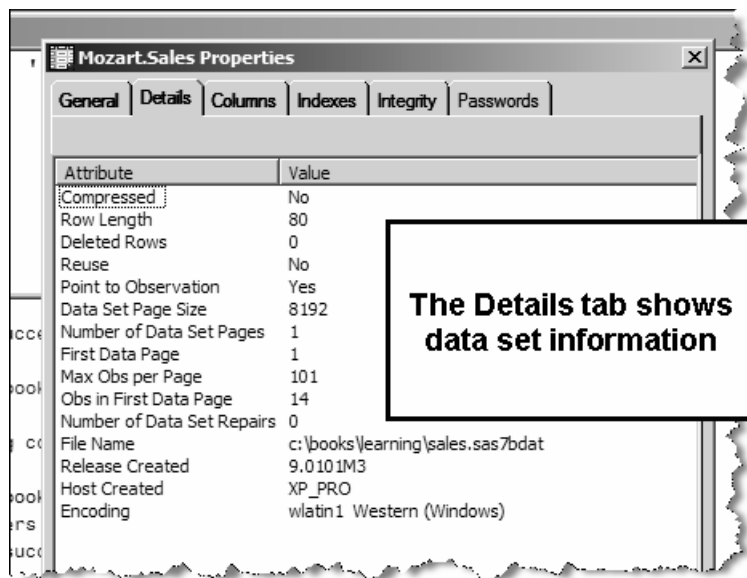 Mozart.Sales Properties
General Details Columns Indexes Integrity Passwords
Attribute Value
Compressed No
Row Length 80
Deleted Rows 0
Reuse No
Point to Observation Yes
Data Set Page Size 8192
Number of Data Set Pages 1
First Data Page 1
Max Obs per Page 101
Obs in First Data Page 14
Number of Data Set Repairs 0
File Name c:\books\learning\sales.sas7bdat
Release Created 9.0101M3
Host Created XP_PRO
Encoding wlatin1 Western (Windows)
The Details tab shows
data set information